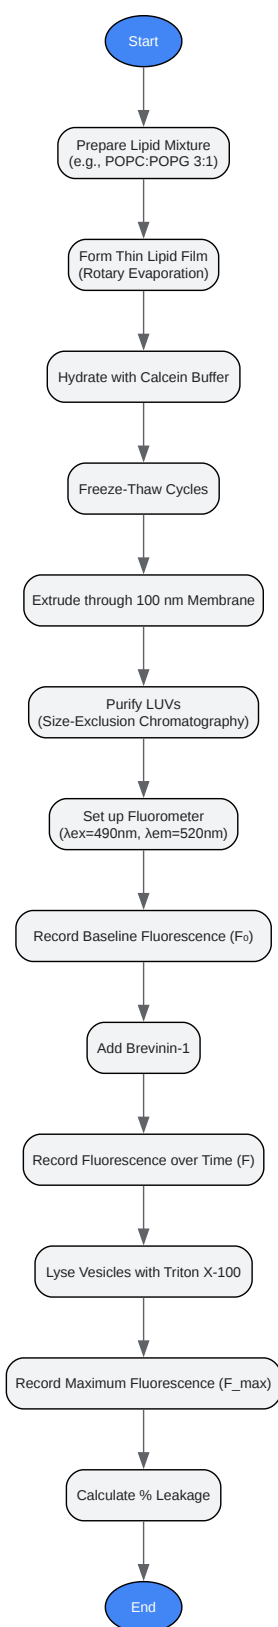 Start
Prepare Lipid Mixture
(e.g., POPC:POPG 3:1)
Form Thin Lipid Film
(Rotary Evaporation)
Hydrate with Calcein Buffer
Freeze-Thaw Cycles
Extrude through 100 nm Membrane
Purify LUVs
(Size-Exclusion Chromatography)
Set up Fluorometer
(λex=490nm, λem=520nm)
Record Baseline Fluorescence (F₀)
Add Brevinin-1
Record Fluorescence over Time (F)
Lyse Vesicles with Triton X-100
Record Maximum Fluorescence (F_max)
Calculate % Leakage
End